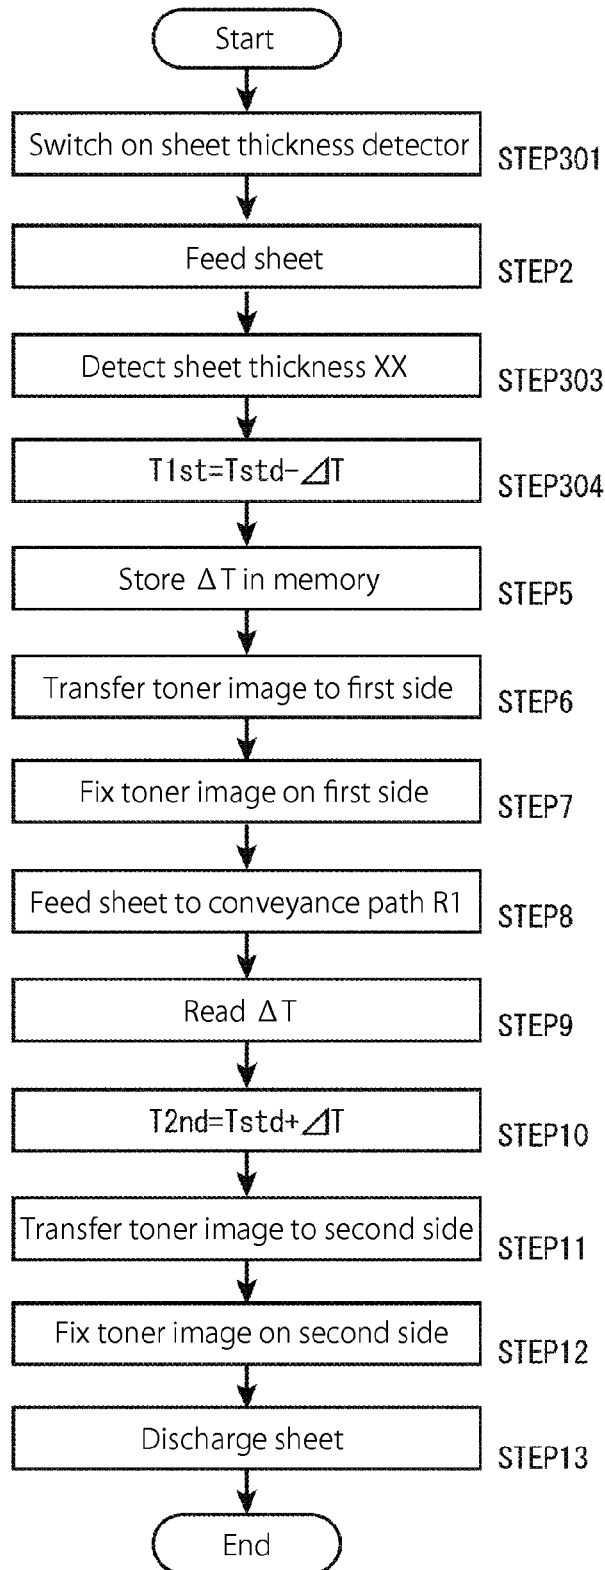 Start
Switch on sheet thickness detector STEP301
Feed sheet STEP2
Detect sheet thickness XX STEP303
T1st=Tstd-⊿T STEP304
Store ΔT in memory STEP5
Transfer toner image to first side STEP6
Fix toner image on first side STEP7
Feed sheet to conveyance path R1 STEP8
Read ΔT STEP9
T2nd=Tstd+⊿T STEP10
Transfer toner image to second side STEP11
Fix toner image on second side STEP12
Discharge sheet STEP13
End